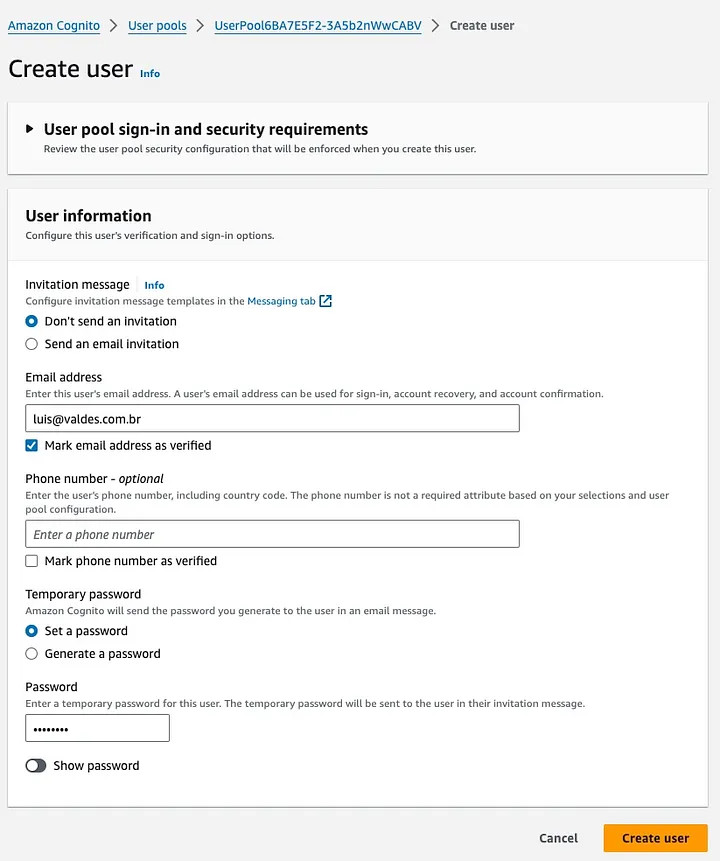 Amazon Cognito > User pools > UserPool6BA7E5F2-3A5b2nWwCABV > Create user
Create user Info
User pool sign-in and security requirements
Review the user pool security configuration that will be enforced when you create this user.
User information
Configure this user's verification and sign-in options.
Invitation message Info
Configure invitation message templates in the Messaging tab
Don't send an invitation
Send an email invitation
Email address
Enter this user's email address. A user's email address can be used for sign-in, account recovery, and account confirmation.
luis@valdes.com.br
Mark email address as verified
Phone number - optional
Enter the user's phone number, including country code. The phone number is not a required attribute based on your selections and user
pool configuration.
Enter a phone number
Mark phone number as verified
Temporary password
Amazon Cognito will send the password you generate to the user in an email message.
Set a password
Generate a password
Password
Enter a temporary password for this user. The temporary password will be sent to the user in their invitation message.
••••••••
Show password
Cancel Create user